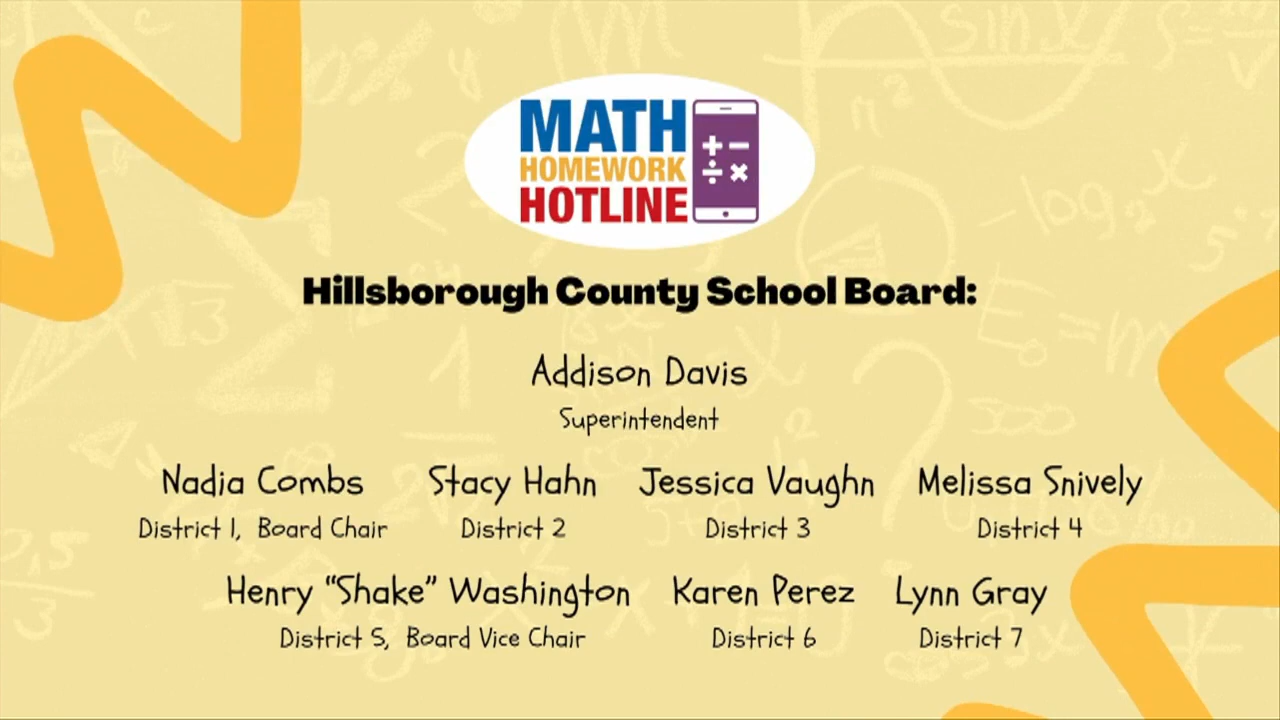 MATH
HOMEWORK
HOTLINE
Hillsborough County School Board:
Addison Davis
Superintendent
Nadia Combs Stacy Hahn Jessica Vaughn Melissa Snively
District 1, Board Chair District 2 District 3 District 4
Henry “Shake” Washington Karen Perez Lynn Gray
District 5, Board Vice Chair District 6 District 7